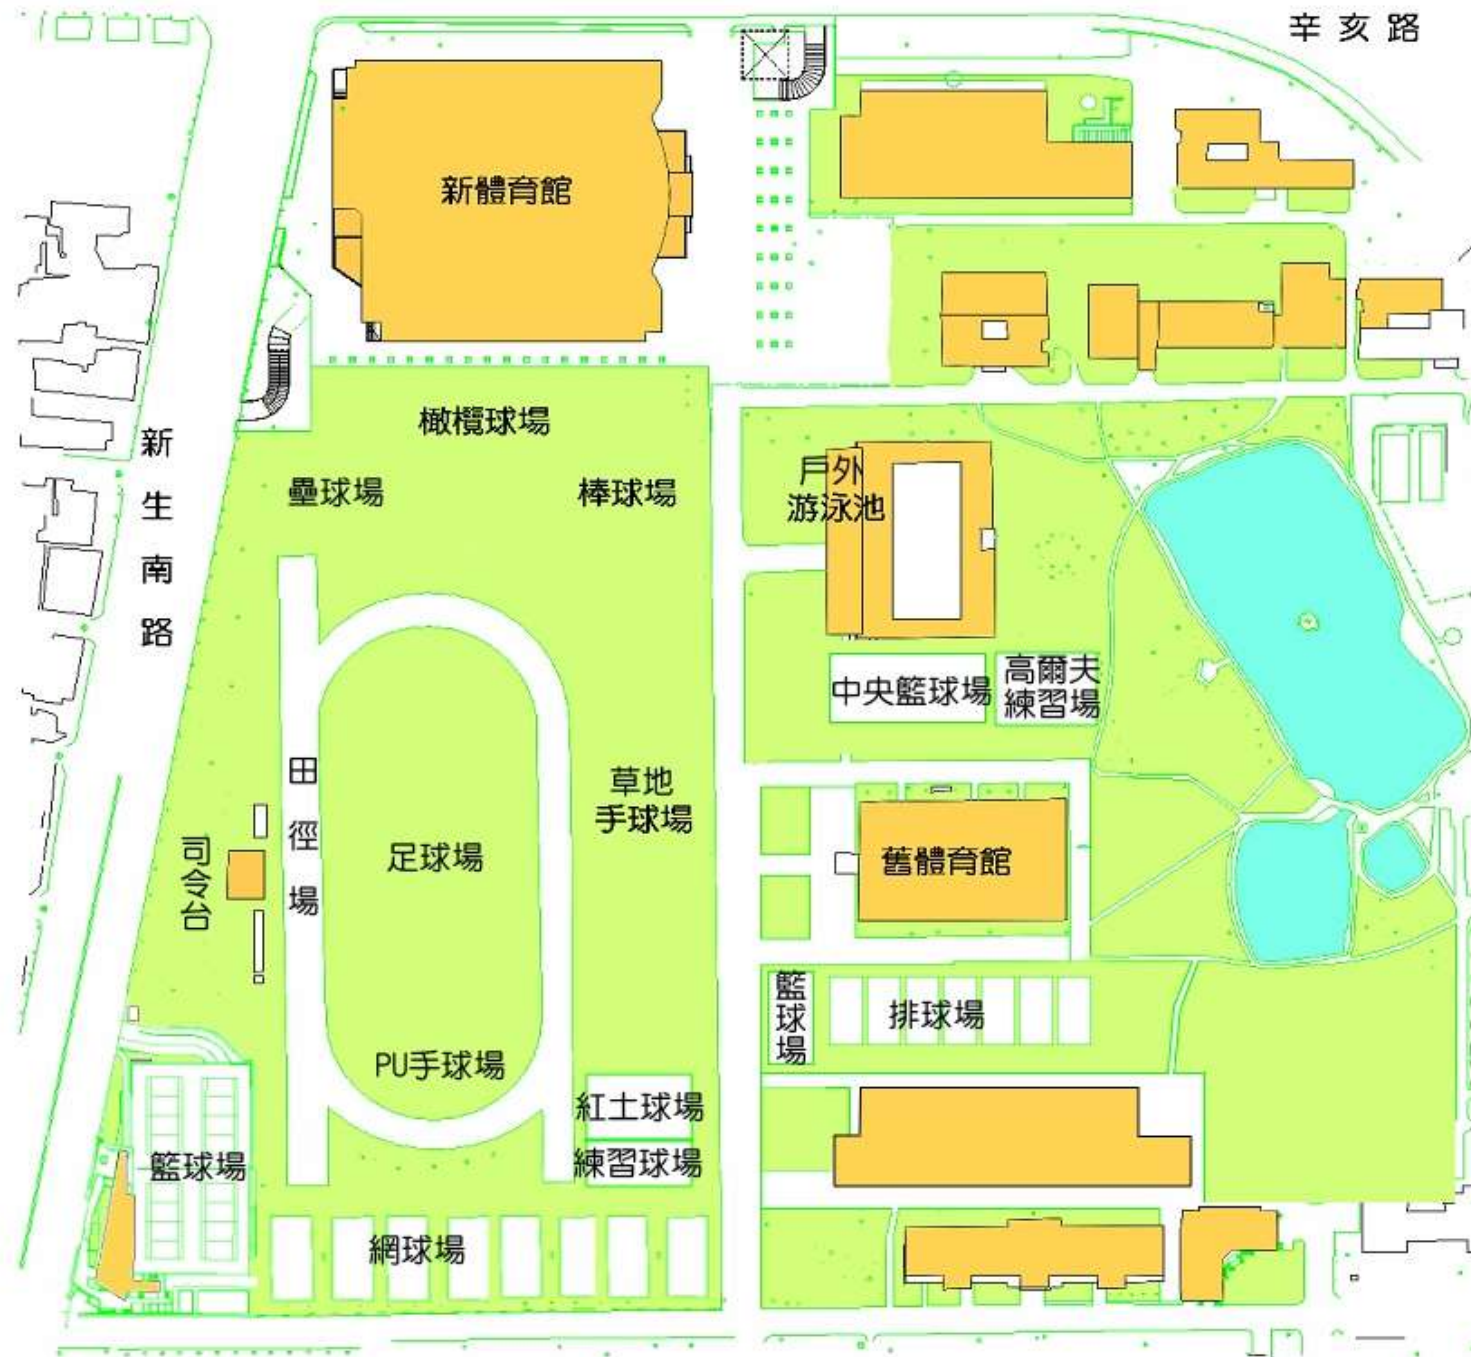 辛亥路
新體育館
橄欖球場
新生南路
壘球場
棒球場
戶外
游泳池
中央籃球場
高爾夫
練習場
田徑場
草地
手球場
司令台
足球場
舊體育館
籃球場
排球場
PU手球場
紅土球場
練習球場
籃球場
網球場